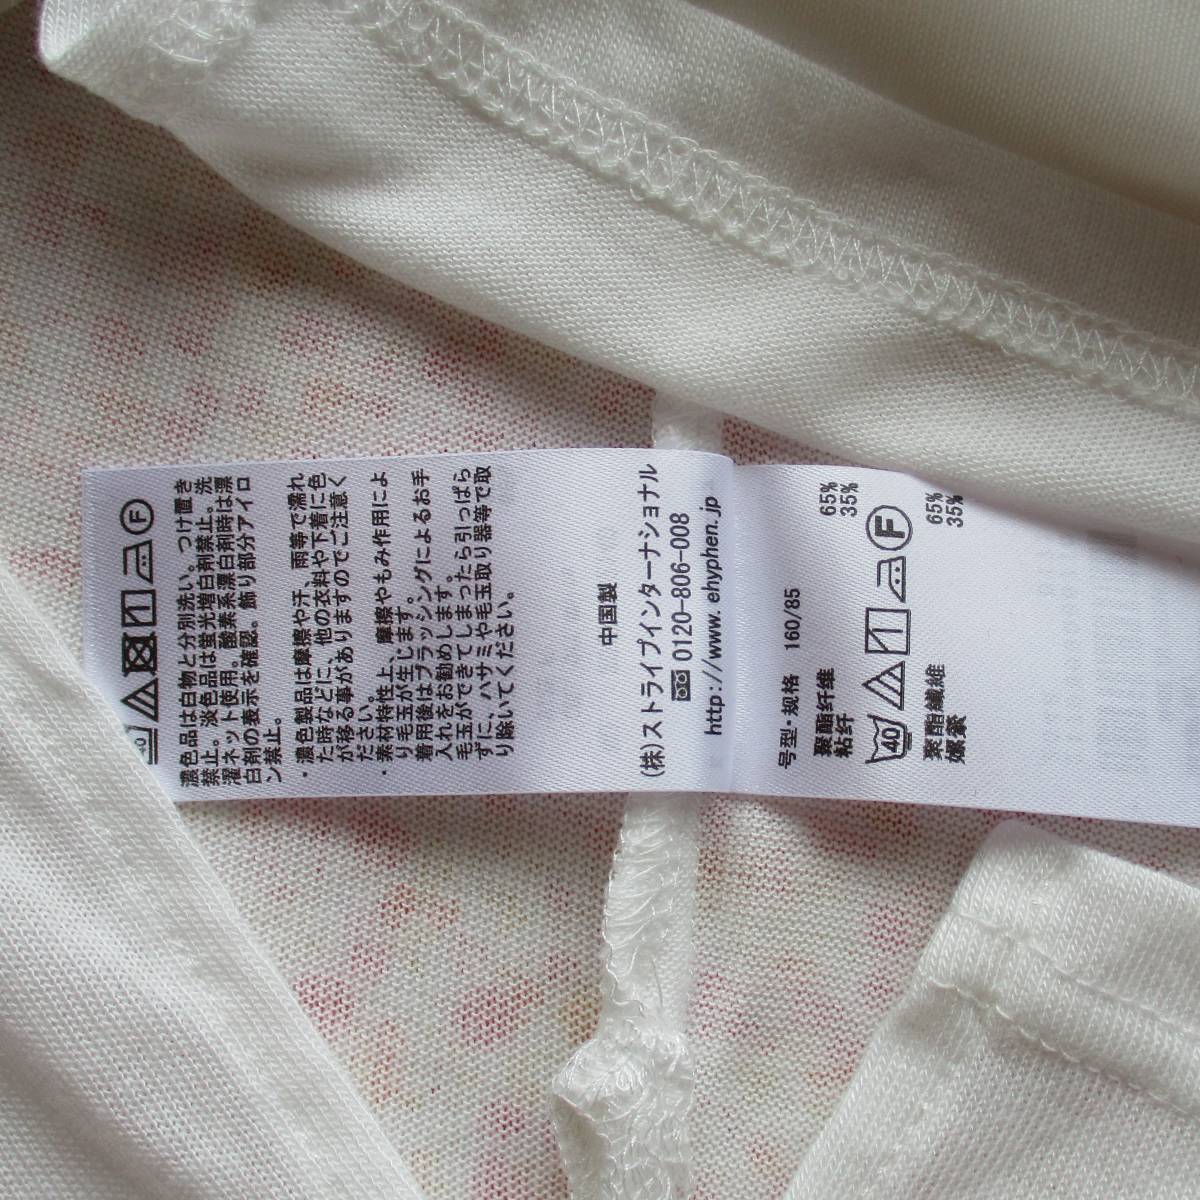 濃色品は白物と分別洗い。つけ置き
禁止。淡色品は蛍光増白剤禁止。洗
濯ネット使用。酸素系漂白剤時は漂
白剤の表示を確認。飾り部分アイロ
ン禁止。
・濃色製品は摩擦や汗、雨等で濡れ
た時などに、他の衣料や下着に色
が移る事がありますのでご注意く
ださい。
・素材特性上、摩擦やもみ作用によ
り毛玉が生じます。
着用後はブラッシングによるお手
入れをお勧めします。
毛玉ができてしまったら引っぱら
ずに、ハサミや毛玉取り器等で取
り除いてください。
中国製
(株)ストライプインターナショナル
0120-806-008
http://www.ehyphen.jp
号型·规格 160/85
聚酯纤维 65%
粘纤 35%
40 F
聚酯纖維 65%
嫘縈 35%